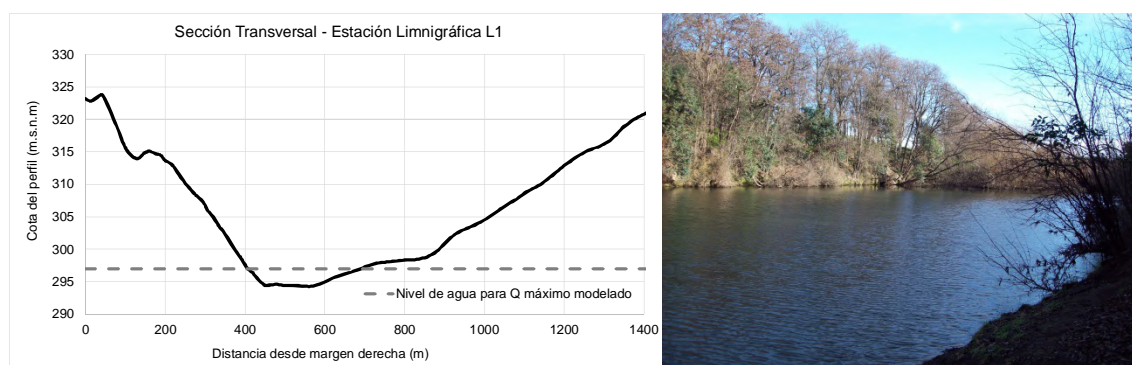 Sección Transversal - Estación Limnigráfica L1
Cota del perfil (m.s.n.m)
330
325
320
315
310
305
300
295
290
Nivel de agua para Q máximo modelado
0 200 400 600 800 1000 1200 1400
Distancia desde margen derecha (m)